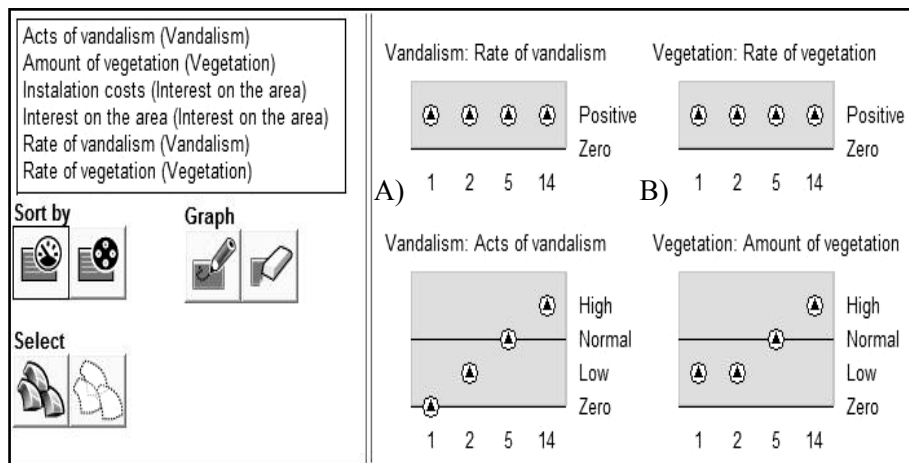 Acts of vandalism (Vandalism)
Amount of vegetation (Vegetation)
Instalation costs (Interest on the area)
Interest on the area (Interest on the area)
Rate of vandalism (Vandalism)
Rate of vegetation (Vegetation)
Sort by
Graph
Select
Vandalism: Rate of vandalism
Positive
Zero
A)
1 2 5 14
Vegetation: Rate of vegetation
Positive
Zero
B)
1 2 5 14
Vandalism: Acts of vandalism
High
Normal
Low
Zero
1 2 5 14
Vegetation: Amount of vegetation
High
Normal
Low
Zero
1 2 5 14